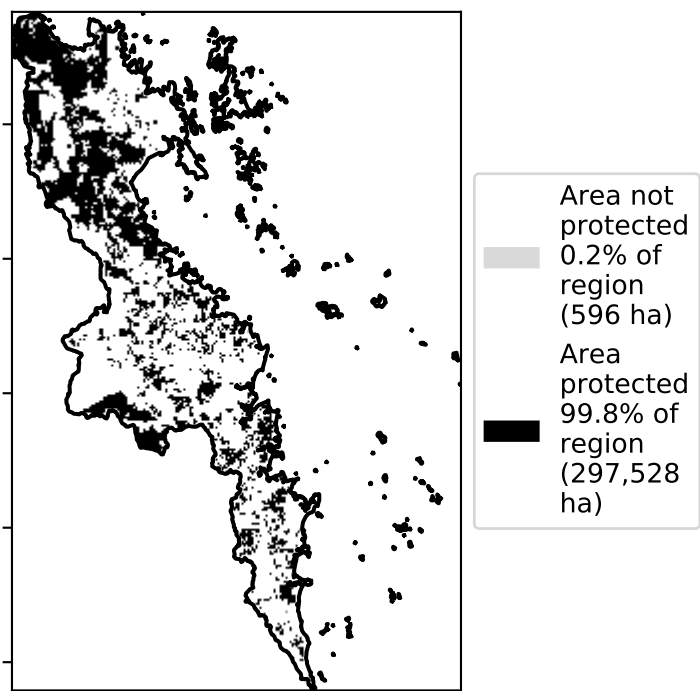 Area not
protected
0.2% of
region
(596 ha)
Area
protected
99.8% of
region
(297,528
ha)